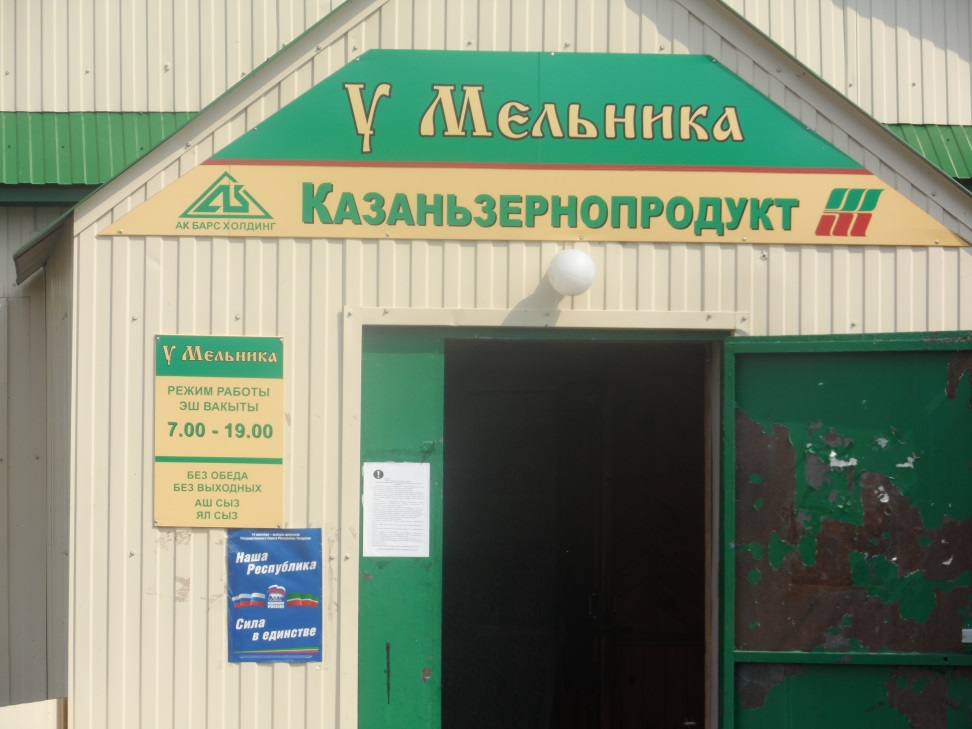 У Мельника
АК БАРС ХОЛДИНГ
КАЗАНЬЗЕРНОПРОДУКТ
У Мельника
РЕЖИМ РАБОТЫ
ЭШ ВАКЫТЫ
7.00 - 19.00
БЕЗ ОБЕДА
БЕЗ ВЫХОДНЫХ
АШ СЫЗ
ЯЛ СЫЗ
Наша
Республика
Сила
в единстве